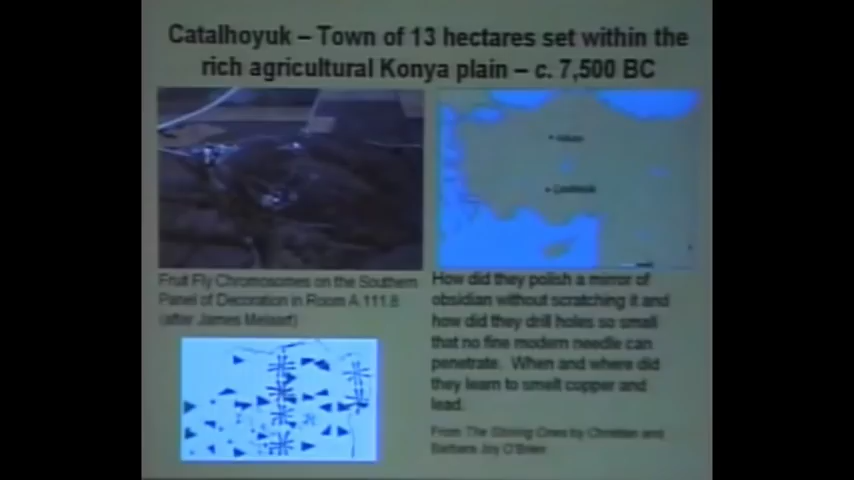 Catalhoyuk – Town of 13 hectares set within the
rich agricultural Konya plain – c. 7,500 BC
Fruit Fly Chromosomes on the Southern
Panel of Decoration in Room A.111.8
(after James
How did they polish a mirror of
obsidian without scratching it and
how did they drill holes so small
that no fine modern needle can
penetrate. When and where did
they learn to smelt copper and
lead.
From The Shining Ones by Christian and
Barbara Joy O'Brien